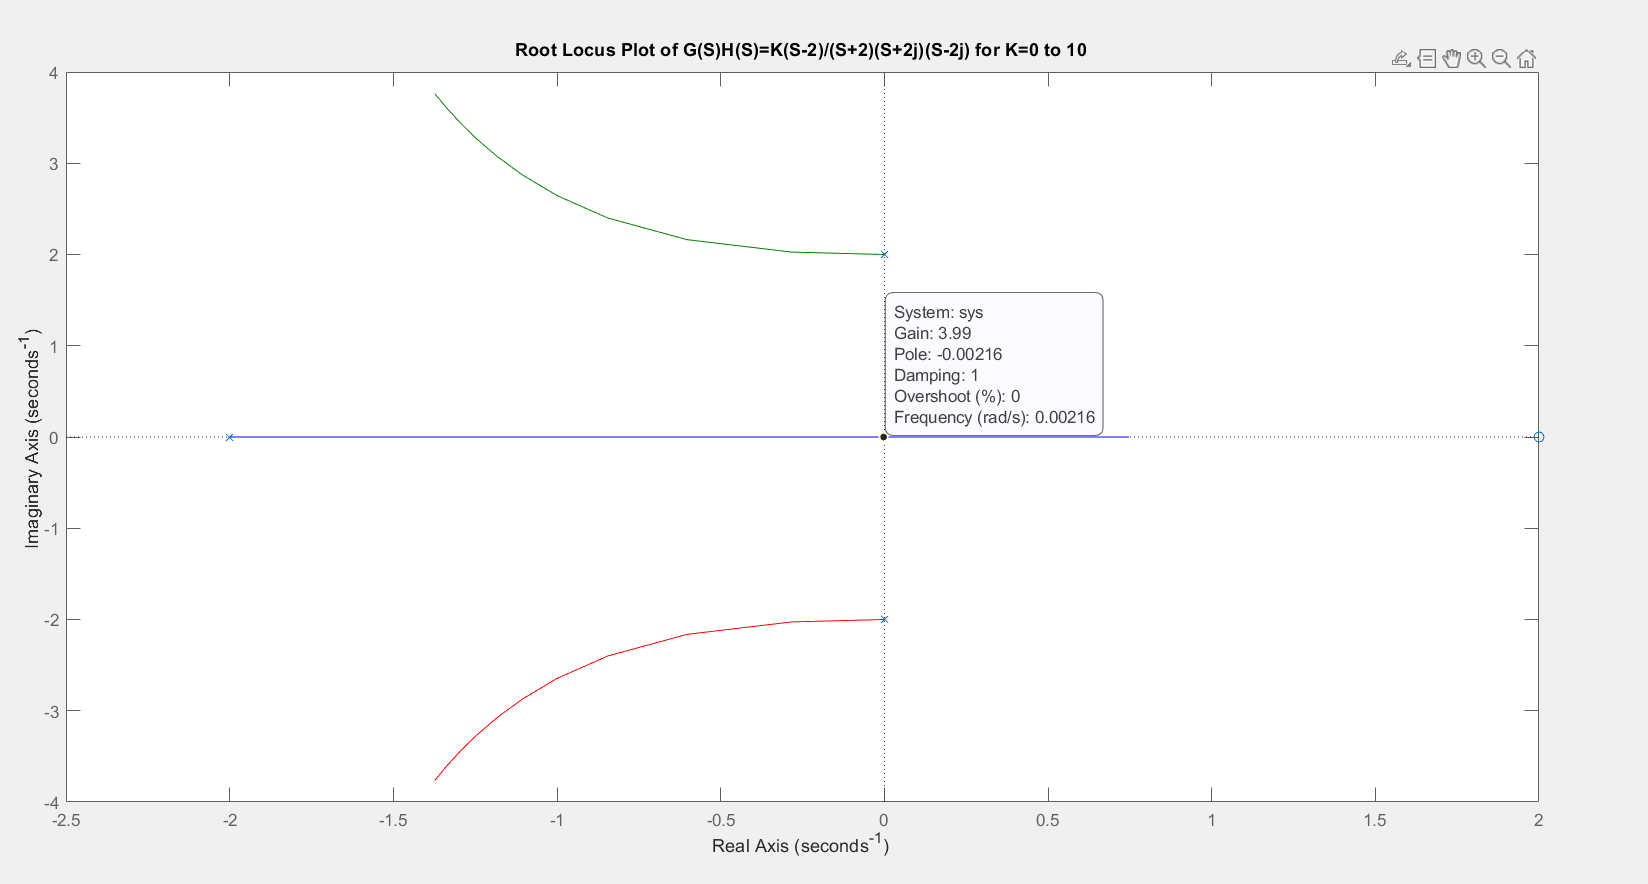 Root Locus Plot of G(S)H(S)=K(S-2)/(S+2)(S+2j)(S-2j) for K=0 to 10
4
3
2
1
0
-1
-2
-3
-4
Imaginary Axis (seconds⁻¹)
System: sys
Gain: 3.99
Pole: -0.00216
Damping: 1
Overshoot (%): 0
Frequency (rad/s): 0.00216
-2.5 -2 -1.5 -1 -0.5 0 0.5 1 1.5 2
Real Axis (seconds⁻¹)